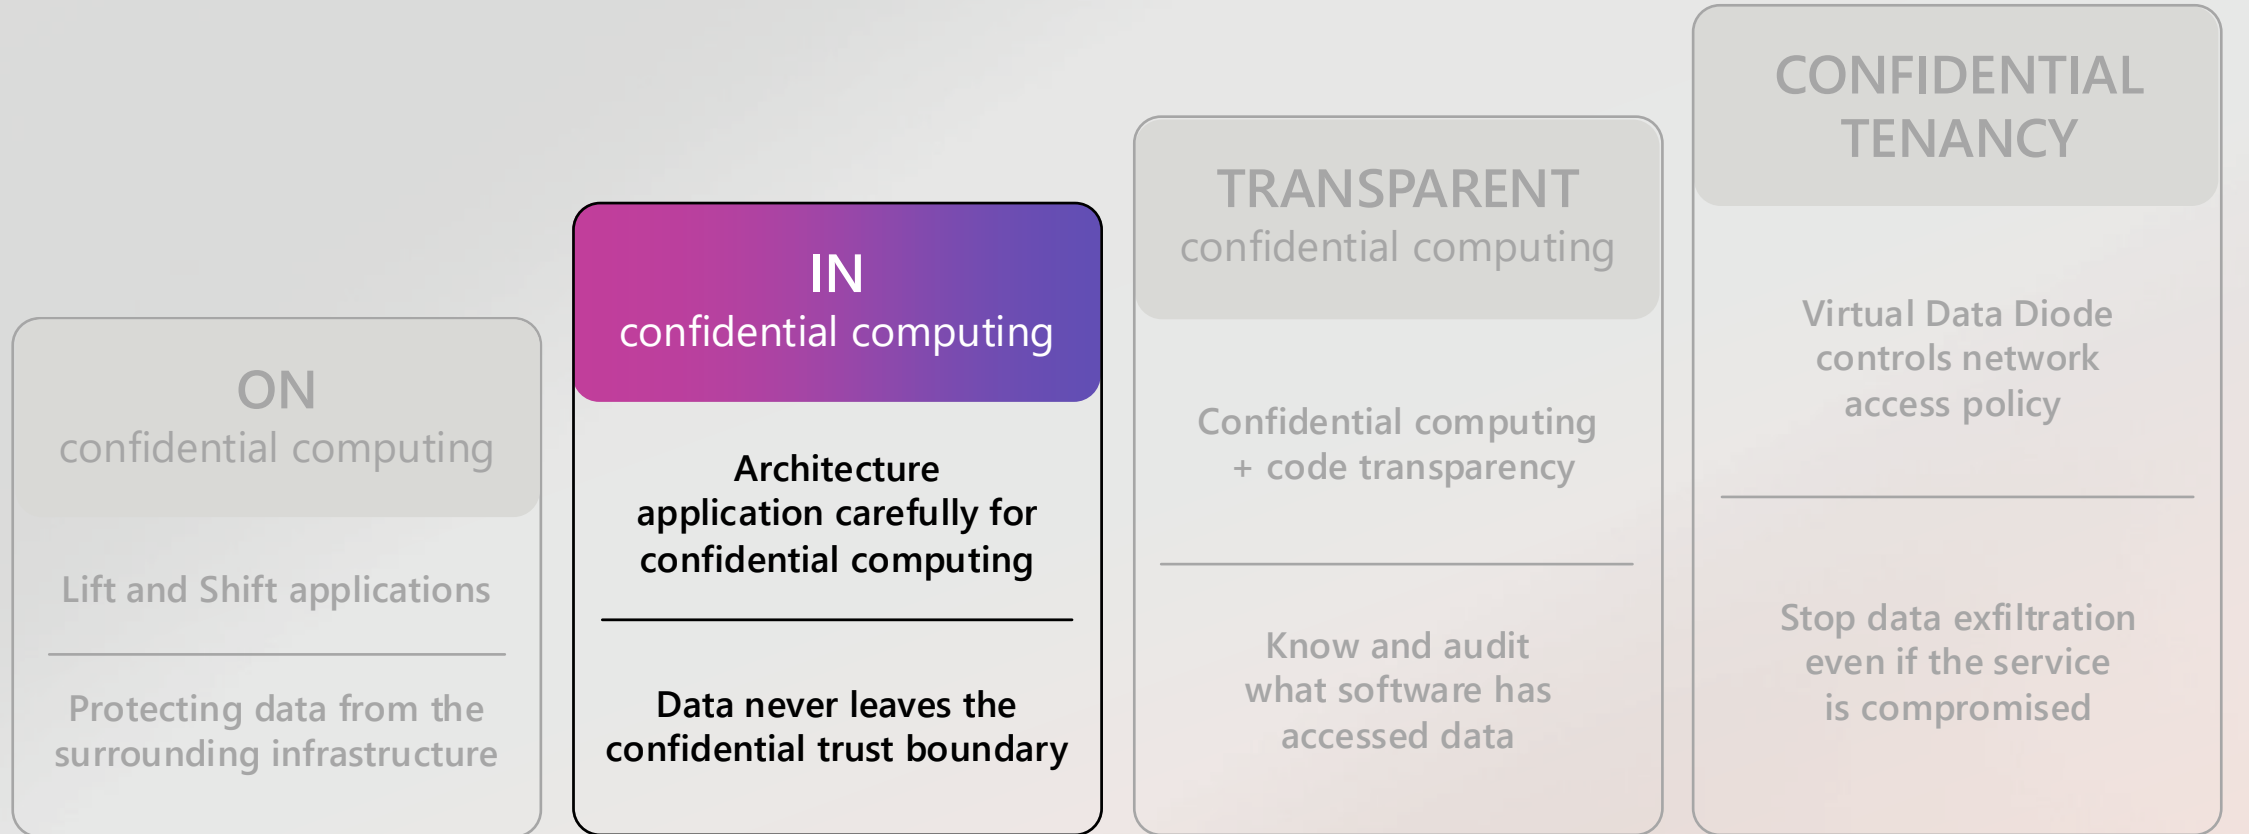 ON
confidential computing
Lift and Shift applications
Protecting data from the
surrounding infrastructure
IN
confidential computing
Architecture
application carefully for
confidential computing
Data never leaves the
confidential trust boundary
TRANSPARENT
confidential computing
Confidential computing
+ code transparency
Know and audit
what software has
accessed data
CONFIDENTIAL
TENANCY
Virtual Data Diode
controls network
access policy
Stop data exfiltration
even if the service
is compromised